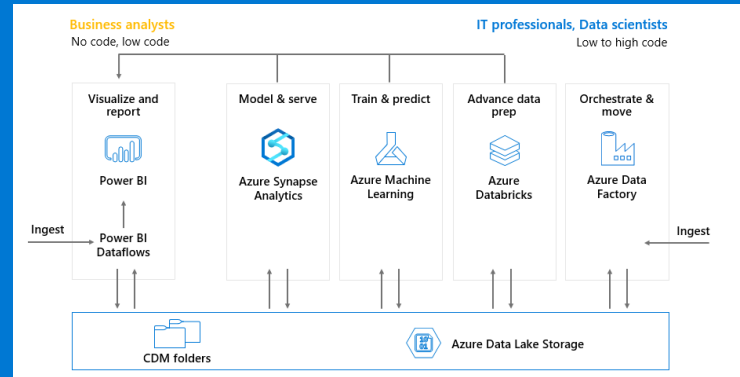 Business analysts
No code, low code
IT professionals, Data scientists
Low to high code
Visualize and
report
Power BI
Power BI
Dataflows
Ingest
Model & serve
Azure Synapse
Analytics
Train & predict
Azure Machine
Learning
Advance data
prep
Azure
Databricks
Orchestrate &
move
Azure Data
Factory
Ingest
CDM folders
10
01
Azure Data Lake Storage